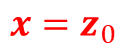 x = z₀